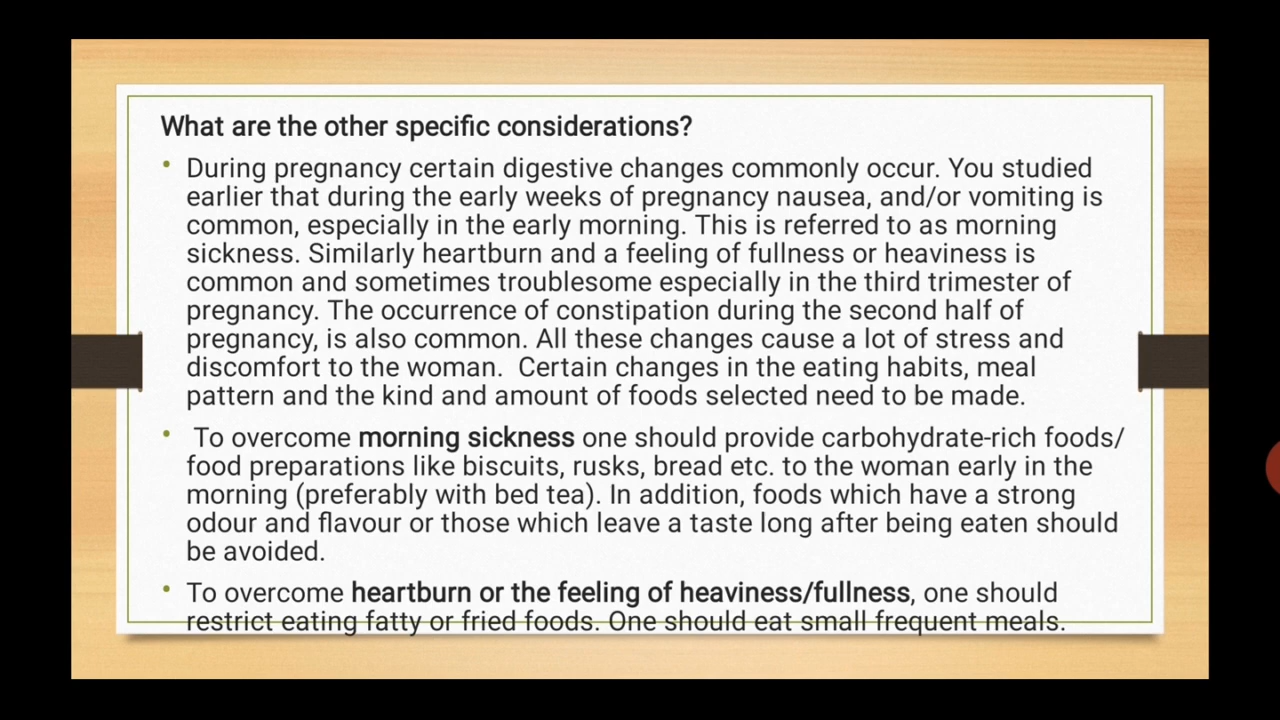 What are the other specific considerations?
• During pregnancy certain digestive changes commonly occur. You studied
earlier that during the early weeks of pregnancy nausea, and/or vomiting is
common, especially in the early morning. This is referred to as morning
sickness. Similarly heartburn and a feeling of fullness or heaviness is
common and sometimes troublesome especially in the third trimester of
pregnancy. The occurrence of constipation during the second half of
pregnancy, is also common. All these changes cause a lot of stress and
discomfort to the woman.  Certain changes in the eating habits, meal
pattern and the kind and amount of foods selected need to be made.
• To overcome morning sickness one should provide carbohydrate-rich foods/
food preparations like biscuits, rusks, bread etc. to the woman early in the
morning (preferably with bed tea). In addition, foods which have a strong
odour and flavour or those which leave a taste long after being eaten should
be avoided.
• To overcome heartburn or the feeling of heaviness/fullness, one should
restrict eating fatty or fried foods. One should eat small frequent meals.